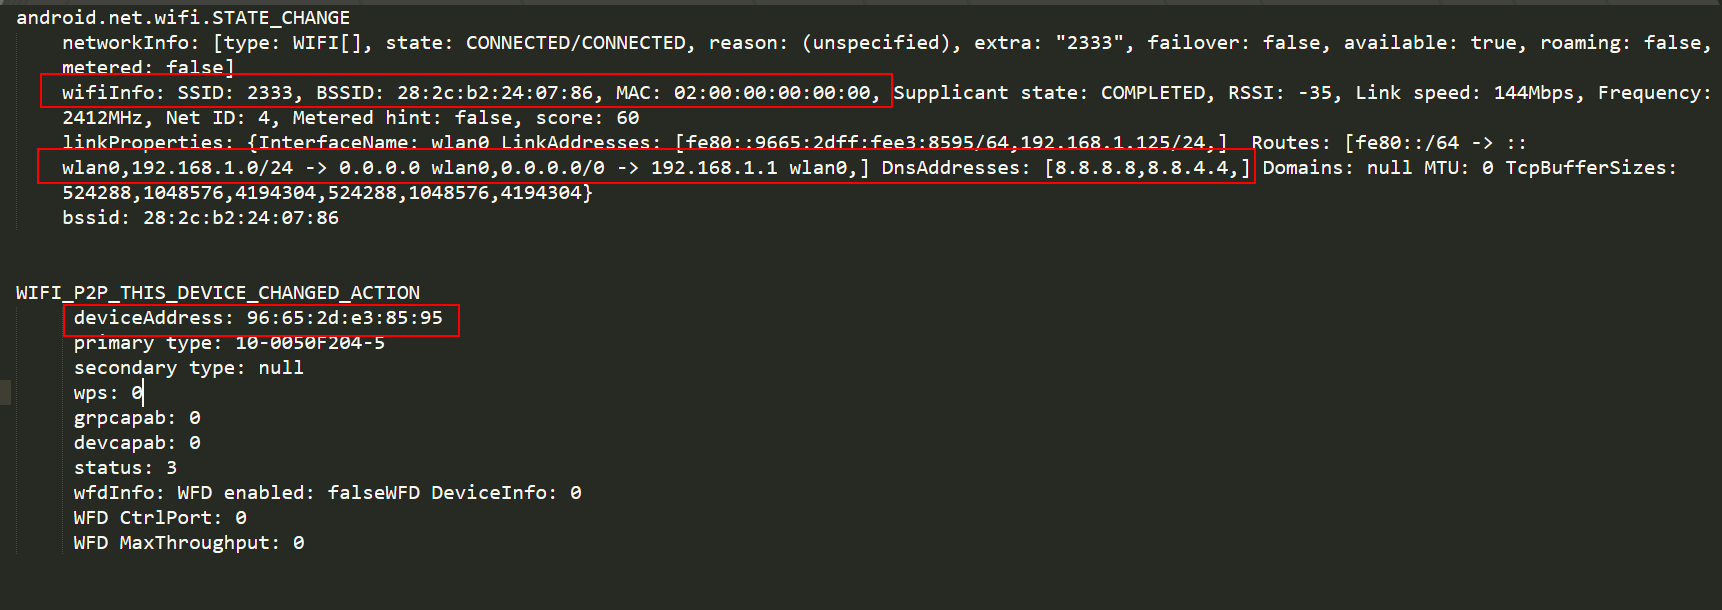 android.net.wifi.STATE_CHANGE
networkInfo: [type: WIFI[], state: CONNECTED/CONNECTED, reason: (unspecified), extra: "2333", failover: false, available: true, roaming: false,
metered: false]
wifiInfo: SSID: 2333, BSSID: 28:2c:b2:24:07:86, MAC: 02:00:00:00:00:00, Supplicant state: COMPLETED, RSSI: -35, Link speed: 144Mbps, Frequency:
2412MHz, Net ID: 4, Metered hint: false, score: 60
linkProperties: {InterfaceName: wlan0 LinkAddresses: [fe80::9665:2dff:fee3:8595/64,192.168.1.125/24,]  Routes: [fe80::/64 -> ::
wlan0,192.168.1.0/24 -> 0.0.0.0 wlan0,0.0.0.0/0 -> 192.168.1.1 wlan0,] DnsAddresses: [8.8.8.8,8.8.4.4,] Domains: null MTU: 0 TcpBufferSizes:
524288,1048576,4194304,524288,1048576,4194304}
bssid: 28:2c:b2:24:07:86
WIFI_P2P_THIS_DEVICE_CHANGED_ACTION
deviceAddress: 96:65:2d:e3:85:95
primary type: 10-0050F204-5
secondary type: null
wps: 0
grpcapab: 0
devcapab: 0
status: 3
wfdInfo: WFD enabled: falseWFD DeviceInfo: 0
WFD CtrlPort: 0
WFD MaxThroughput: 0